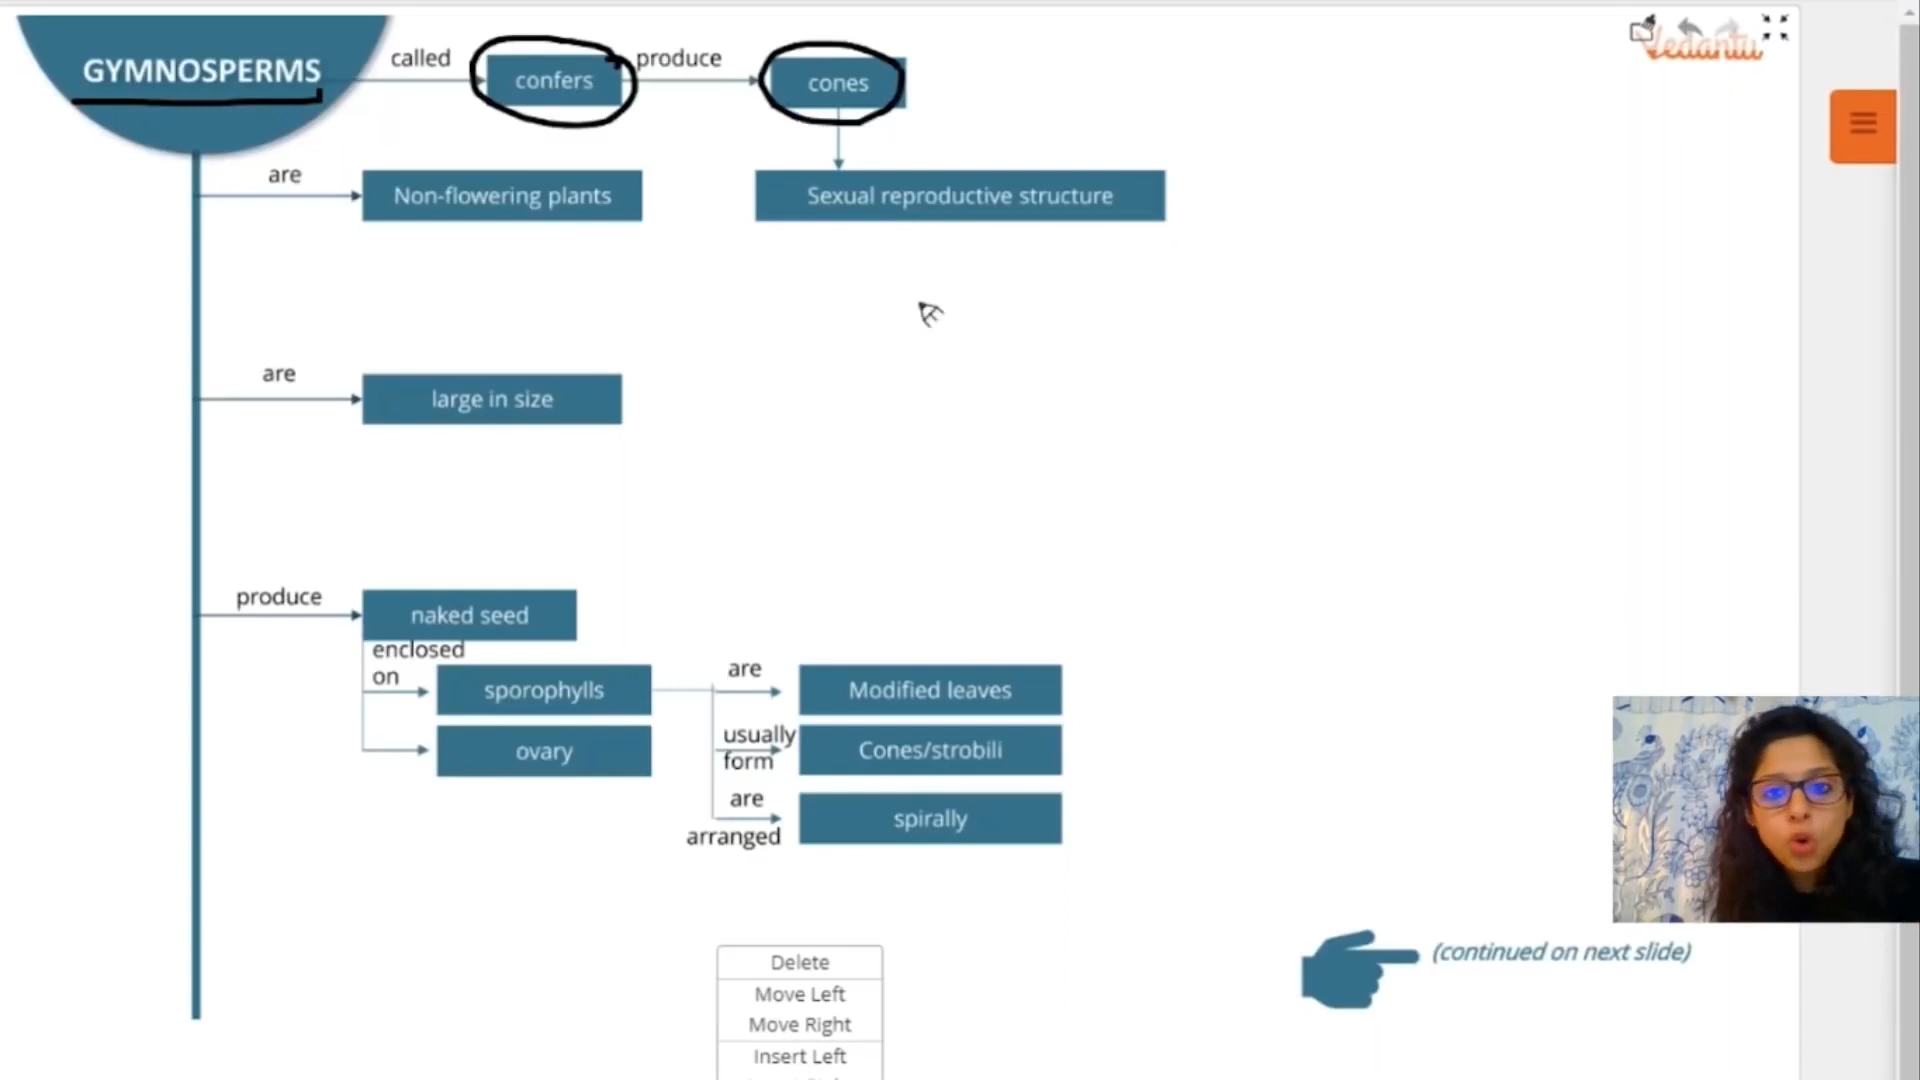 GYMNOSPERMS
called
confers
produce
cones
Vedantu
are
Non-flowering plants
Sexual reproductive structure
are
large in size
produce
naked seed
enclosed
on
sporophylls
are
Modified leaves
ovary
usually
form
Cones/strobili
are
arranged
spirally
(continued on next slide)
Delete
Move Left
Move Right
Insert Left